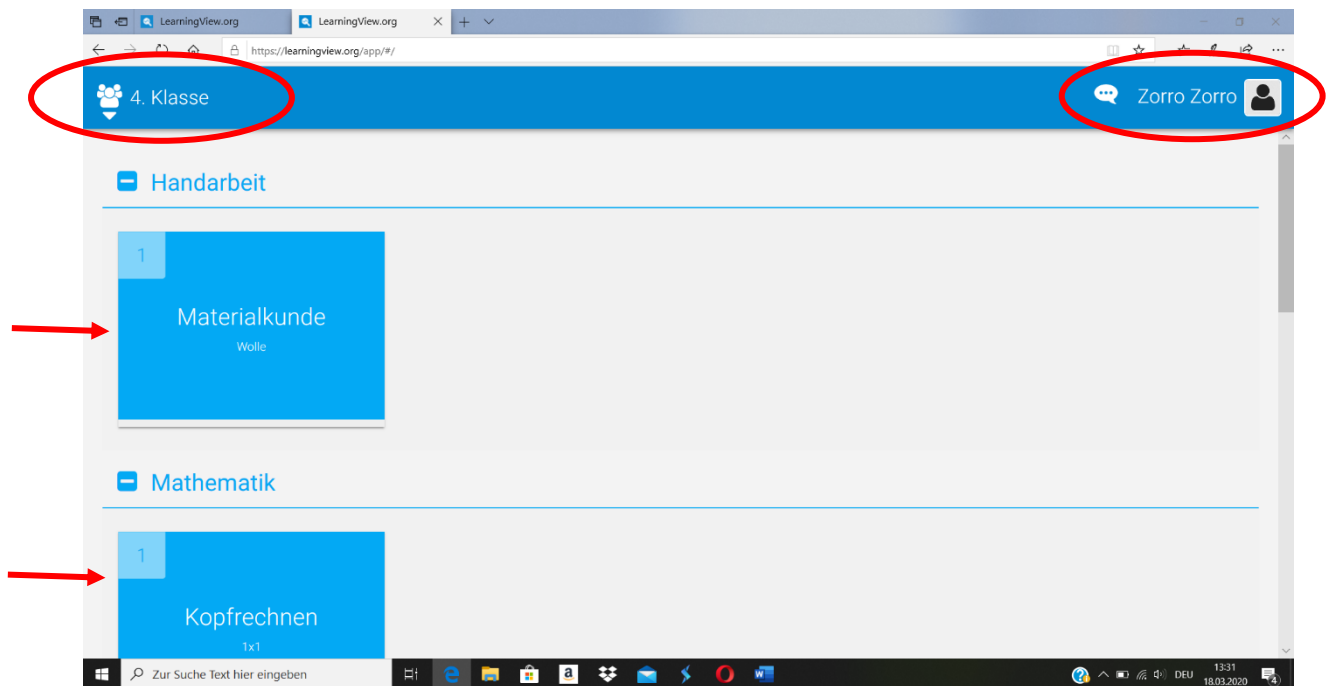 LearningView.org LearningView.org
https://learningview.org/app/#/
4. Klasse Zorro Zorro
Handarbeit
1
Materialkunde
Wolle
Mathematik
1
Kopfrechnen
1x1
Zur Suche Text hier eingeben DEU 13:31
18.03.2020
4